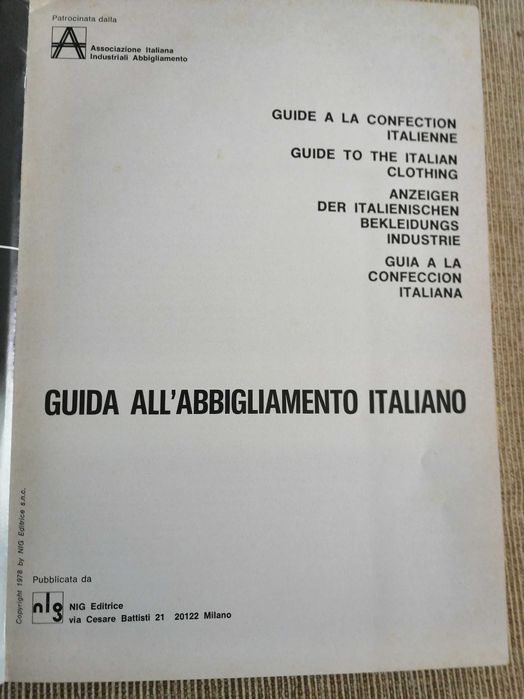 Patrocinata dalla
Associazione Italiana
Industriali Abbigliamento
GUIDE A LA CONFECTION
ITALIENNE
GUIDE TO THE ITALIAN
CLOTHING
ANZEIGER
DER ITALIENISCHEN
BEKLEIDUNGS
INDUSTRIE
GUIA A LA
CONFECCION
ITALIANA
GUIDA ALL'ABBIGLIAMENTO ITALIANO
Copyright 1978 by NIG Editrice s.n.c.
Pubblicata da
nig
NIG Editrice
via Cesare Battisti 21 20122 Milano